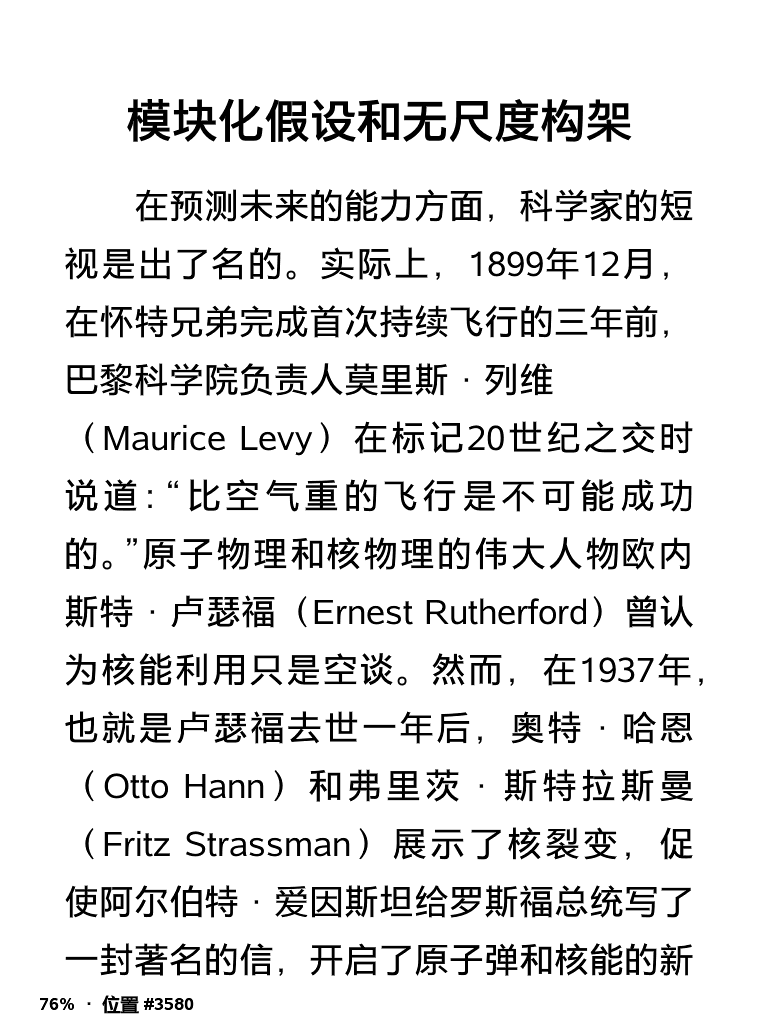 模块化假设和无尺度构架
在预测未来的能力方面，科学家的短
视是出了名的。实际上，1899年12月，
在怀特兄弟完成首次持续飞行的三年前，
巴黎科学院负责人莫里斯·列维
（Maurice Levy）在标记20世纪之交时
说道：“比空气重的飞行是不可能成功
的。”原子物理和核物理的伟大人物欧内
斯特·卢瑟福（Ernest Rutherford）曾认
为核能利用只是空谈。然而，在1937年，
也就是卢瑟福去世一年后，奥特·哈恩
（Otto Hann）和弗里茨·斯特拉斯曼
（Fritz Strassman）展示了核裂变，促
使阿尔伯特·爱因斯坦给罗斯福总统写了
一封著名的信，开启了原子弹和核能的新
76% · 位置 #3580